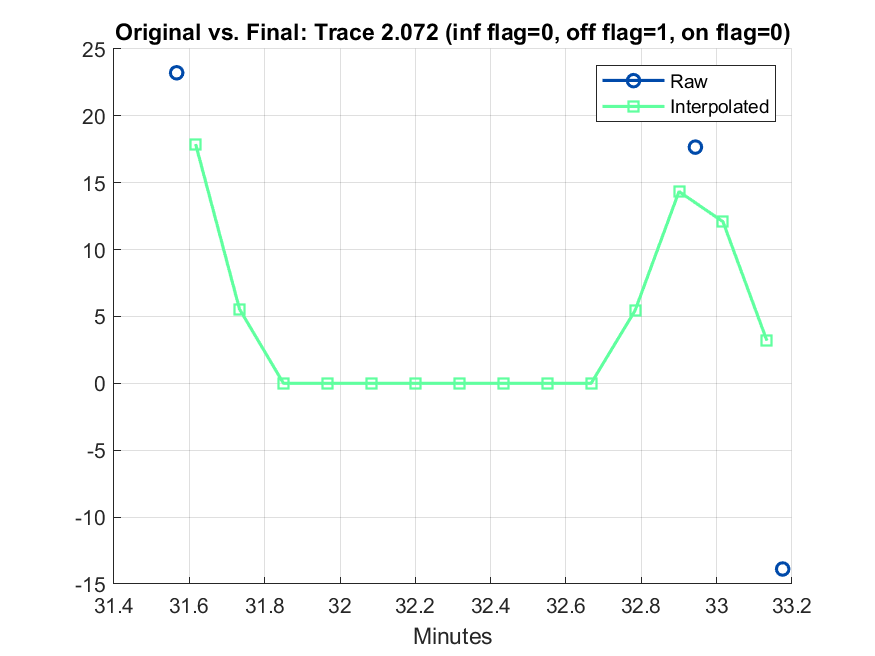 Original vs. Final: Trace 2.072 (inf flag=0, off flag=1, on flag=0)
25
20
15
10
5
0
-5
-10
-15
Raw
Interpolated
31.4 31.6 31.8 32 32.2 32.4 32.6 32.8 33 33.2
Minutes